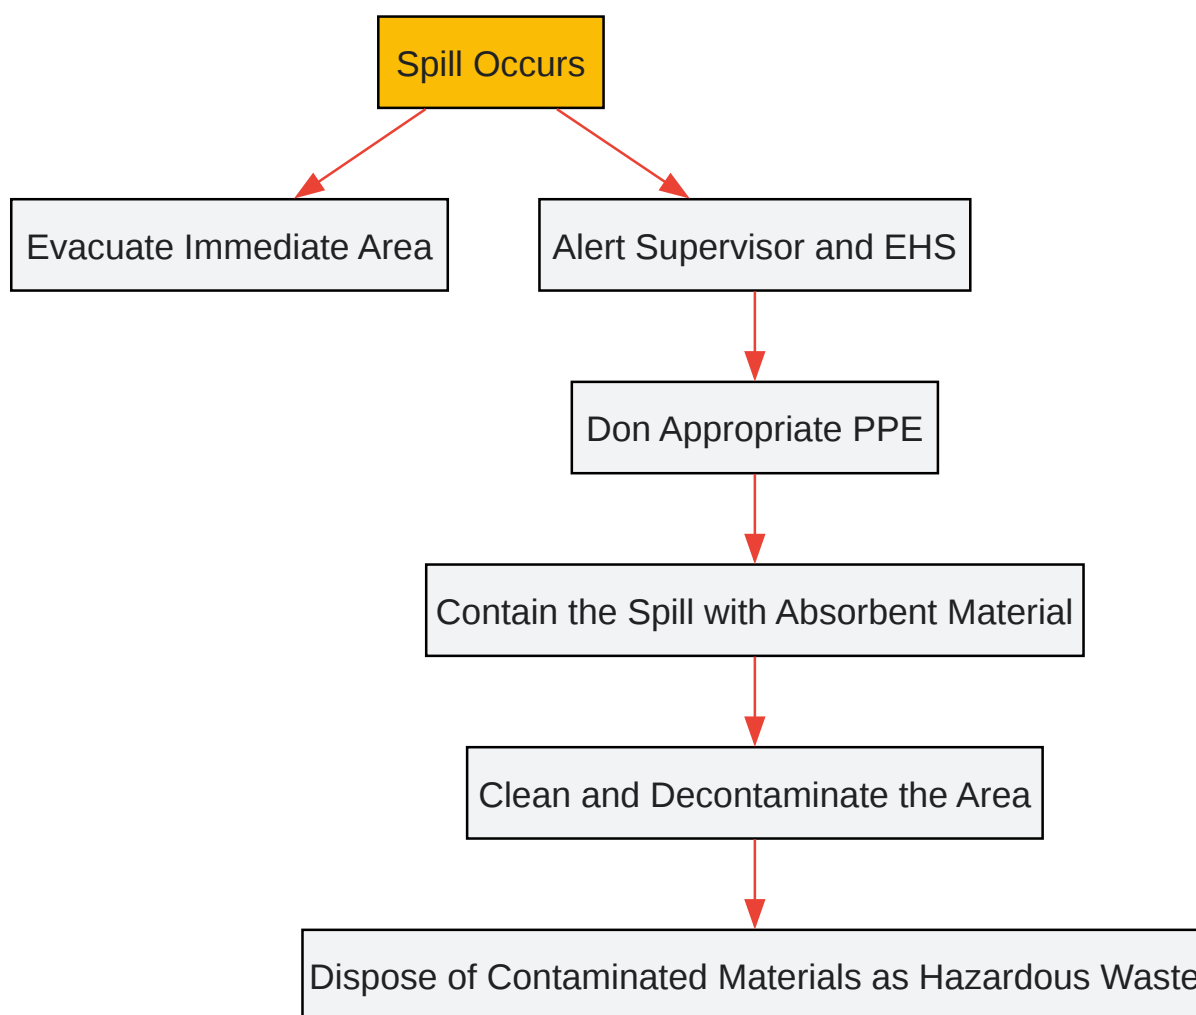 Spill Occurs
Evacuate Immediate Area
Alert Supervisor and EHS
Don Appropriate PPE
Contain the Spill with Absorbent Material
Clean and Decontaminate the Area
Dispose of Contaminated Materials as Hazardous Waste